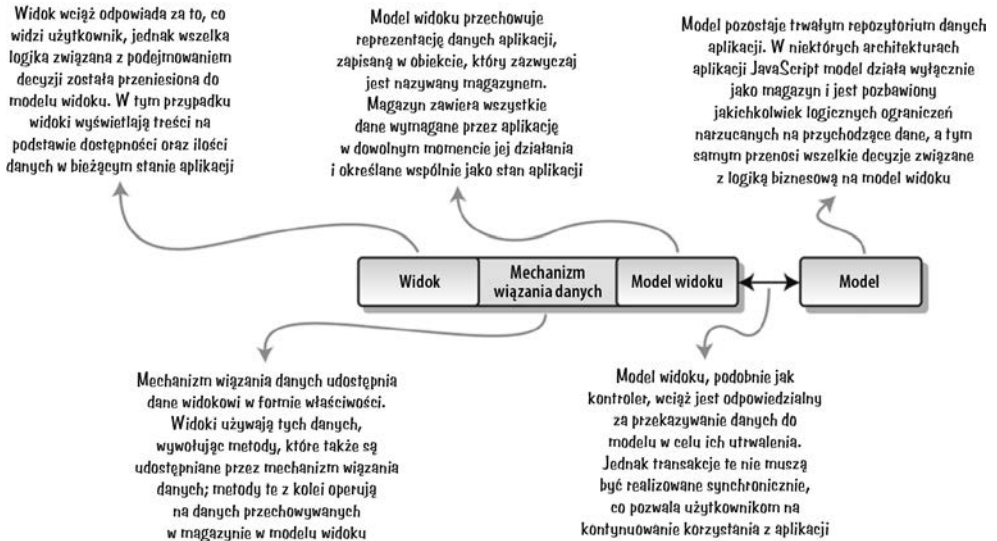 Widok wciąż odpowiada za to, co
widzi użytkownik, jednak wszelka
logika związana z podejmowaniem
decyzji została przeniesiona do
modelu widoku. W tym przypadku
widoki wyświetlają treści na
podstawie dostępności oraz ilości
danych w bieżącym stanie aplikacji
Model widoku przechowuje
reprezentację danych aplikacji,
zapisaną w obiekcie, który zazwyczaj
jest nazywany magazynem.
Magazyn zawiera wszystkie
dane wymagane przez aplikację
w dowolnym momencie jej działania
i określane wspólnie jako stan aplikacji
Model pozostaje trwałym repozytorium danych
aplikacji. W niektórych architekturach
aplikacji JavaScript model działa wyłącznie
jako magazyn i jest pozbawiony
jakichkolwiek logicznych ograniczeń
narzucanych na przychodzące dane, a tym
samym przenosi wszelkie decyzje związane
z logiką biznesową na model widoku
Widok
Mechanizm
wiązania danych
Model widoku
Model
Mechanizm wiązania danych udostępnia
dane widokowi w formie właściwości.
Widoki używają tych danych,
wywołując metody, które także są
udostępniane przez mechanizm wiązania
danych; metody te z kolei operują
na danych przechowywanych
w magazynie w modelu widoku
Model widoku, podobnie jak
kontroler, wciąż jest odpowiedzialny
za przekazywanie danych do
modelu w celu ich utrwalenia.
Jednak transakcje te nie muszą
być realizowane synchronicznie,
co pozwala użytkownikom na
kontynuowanie korzystania z aplikacji